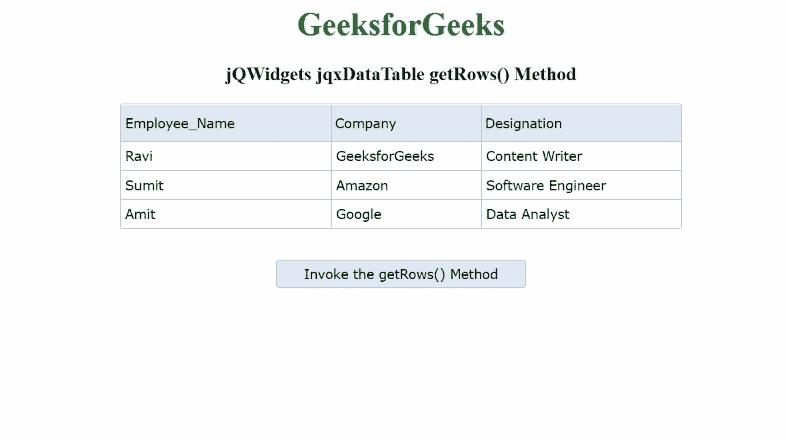 GeeksforGeeks
jQWidgets jqxDataTable getRows() Method
Employee_Name Company Designation
Ravi GeeksforGeeks Content Writer
Sumit Amazon Software Engineer
Amit Google Data Analyst
Invoke the getRows() Method